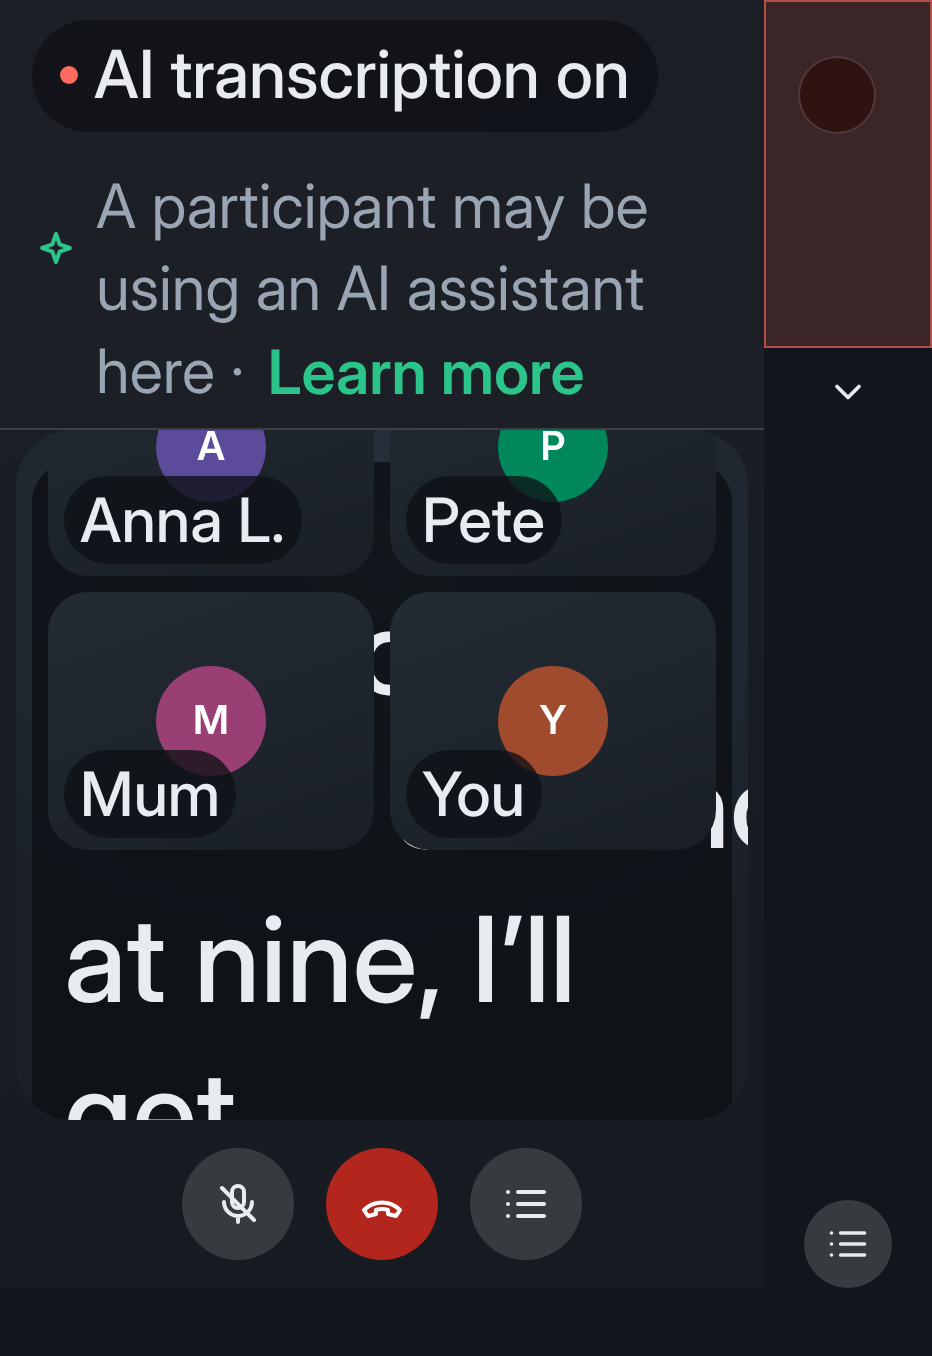 AI transcription on
A participant may be
using an AI assistant
here · Learn more
A
P
Anna L.
Pete
M
Y
Mum
You
at nine, I’ll
get